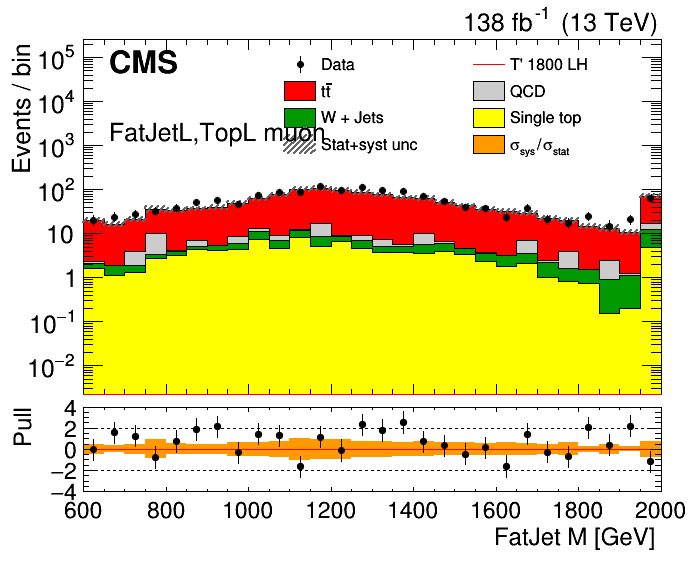 138 fb⁻¹ (13 TeV)
Events / bin
10⁵
10⁴
10³
10²
10
1
10⁻¹
10⁻²
CMS
FatJetL,TopL muon
Data
T' 1800 LH
tt̄
QCD
W + Jets
Single top
Stat+syst unc
σsys/σstat
Pull
4
2
0
−2
−4
600 800 1000 1200 1400 1600 1800 2000
FatJet M [GeV]